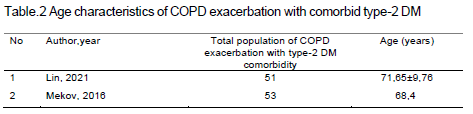 Table.2 Age characteristics of COPD exacerbation with comorbid type-2 DM
No Author,year Total population of COPD Age (years)
exacerbation with type-2 DM
comorbidity
1 Lin, 2021 51 71,65±9,76
2 Mekov, 2016 53 68,4